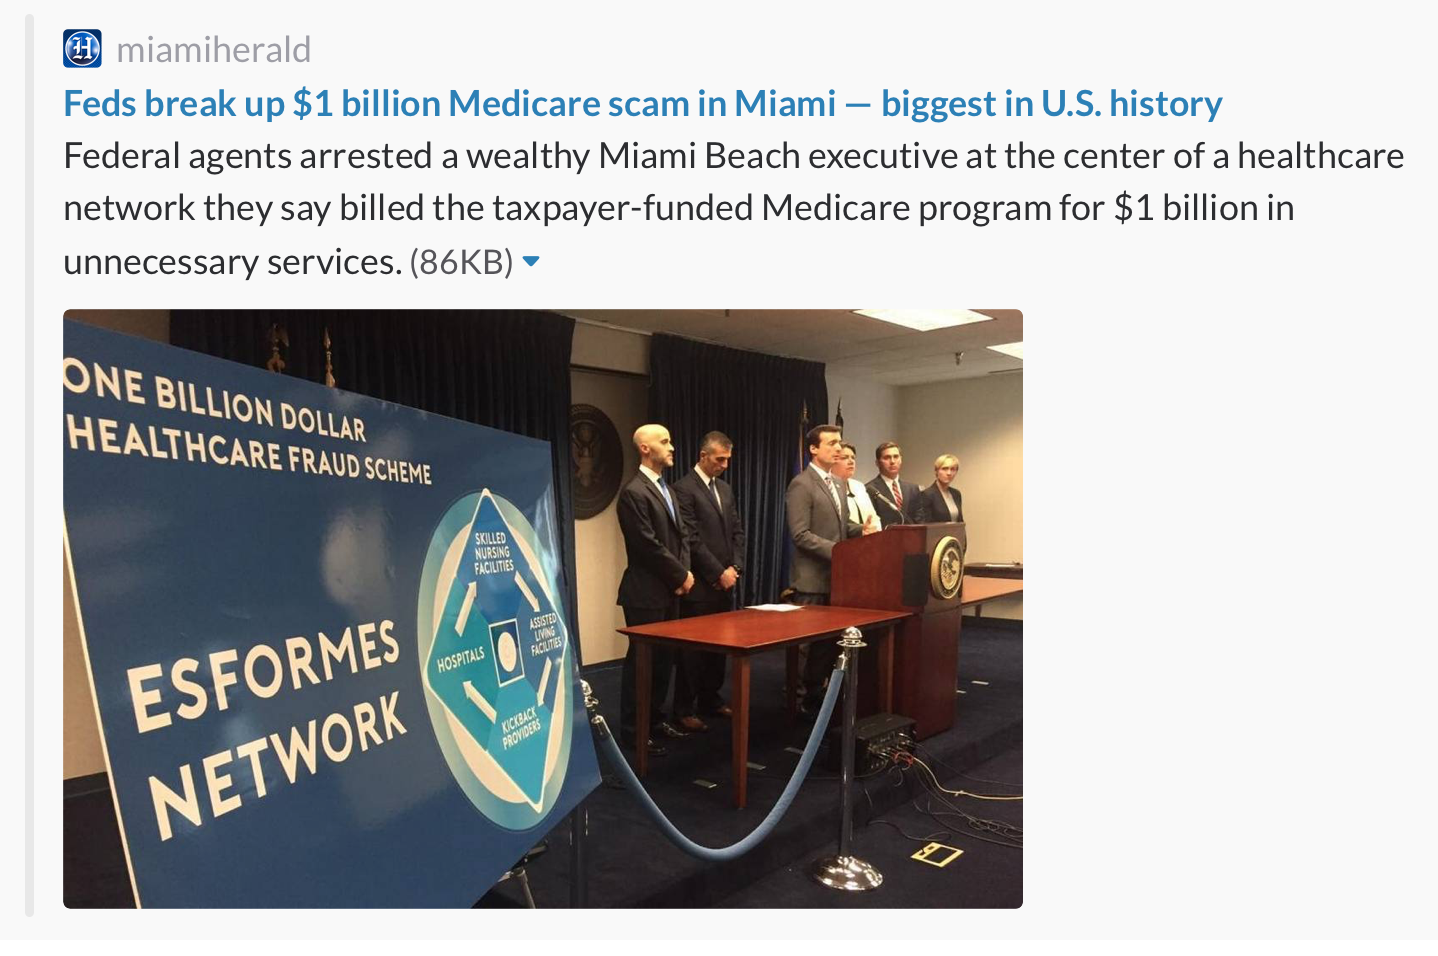 miamiherald
Feds break up $1 billion Medicare scam in Miami — biggest in U.S. history
Federal agents arrested a wealthy Miami Beach executive at the center of a healthcare
network they say billed the taxpayer-funded Medicare program for $1 billion in
unnecessary services. (86KB)
ONE BILLION DOLLAR
HEALTHCARE FRAUD SCHEME
ESFORMES
NETWORK
SKILLED
NURSING
FACILITIES
ASSISTED
LIVING
FACILITIES
HOSPITALS
KICKBACK
PROVIDERS